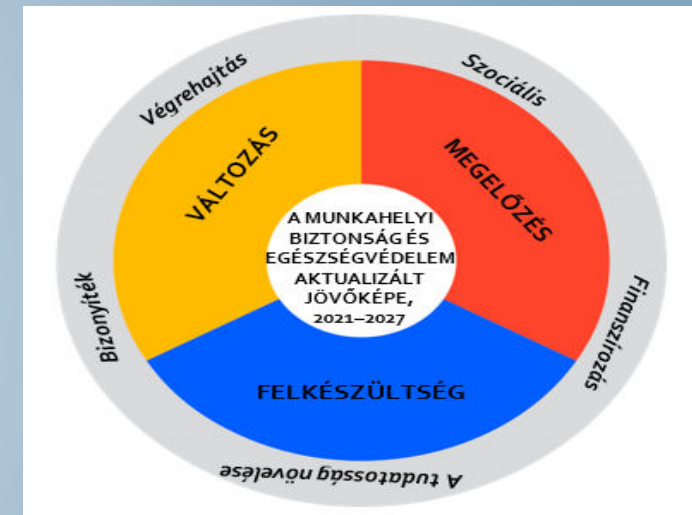 Végrehajtás
Szociális
VÁLTOZÁS
MEGELŐZÉS
A MUNKAHELYI
BIZTONSÁG ÉS
EGÉSZSÉGVÉDELEM
AKTUALIZÁLT
JÖVŐKÉPE,
2021–2027
Bizonyíték
Finanszírozás
FELKÉSZÜLTSÉG
A tudatosság növelése